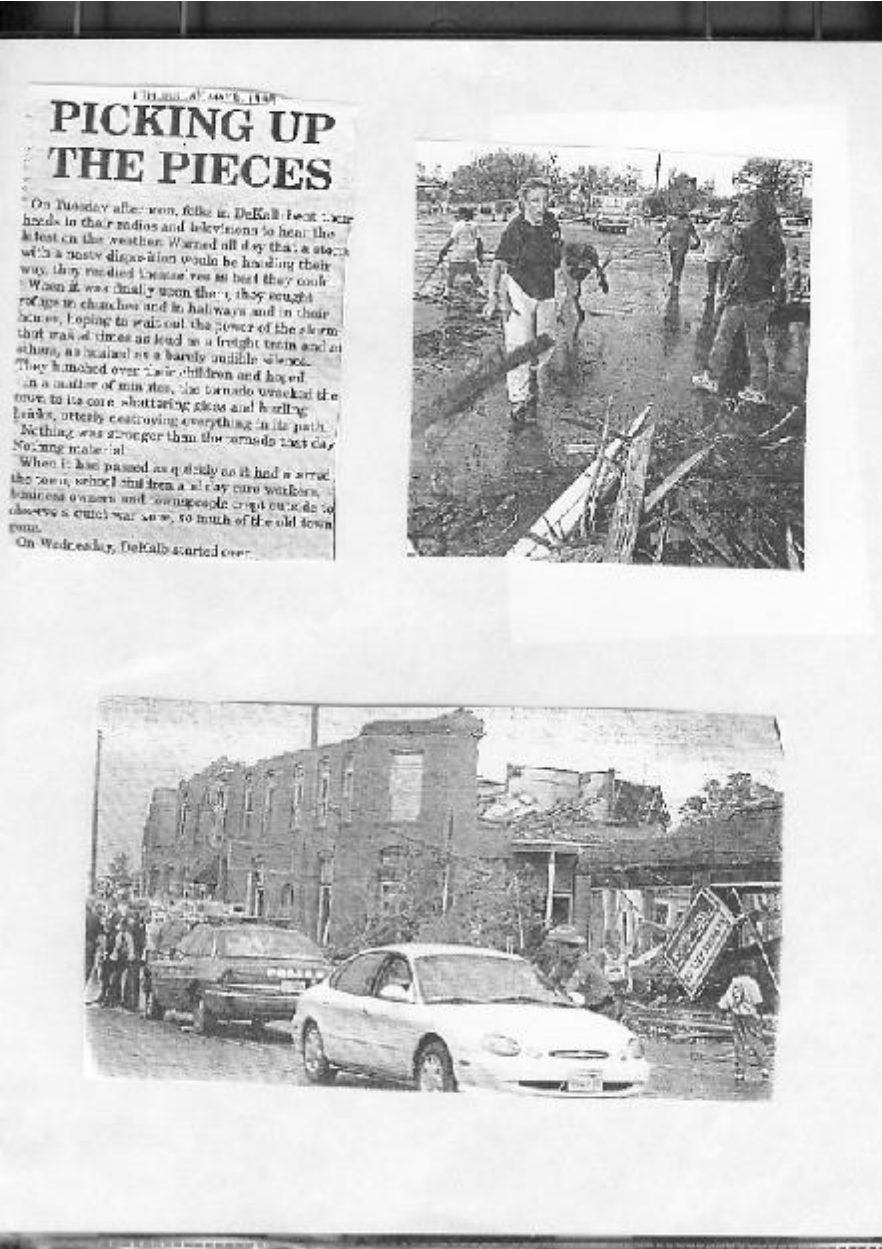 THURSDAY, MAY 6, 1999
PICKING UP
THE PIECES
On Tuesday afternoon, folks in DeKalb bent their
heads to their radios and televisions to hear the
latest on the weather. Warned all day that a storm
with a nasty disposition would be heading their
way, they readied themselves as best they could.
When it was finally upon them, they sought
refuge in churches and in hallways and in their
homes, hoping to wait out the power of the storm
that was at times as loud as a freight train and at
others, as hushed as a barely audible silence.
They hunched over their children and hoped.
In a matter of minutes, the tornado wracked the
town to its core, shattering glass and hurling
bricks, utterly destroying everything in its path.
Nothing was stronger than the tornado that day.
Nothing material.
When it had passed as quickly as it had
the town, school children and day care workers,
business owners and townspeople crept outside to
observe a quiet war zone, so much of the old town
gone.
On Wednesday, DeKalb started over.
POLICE